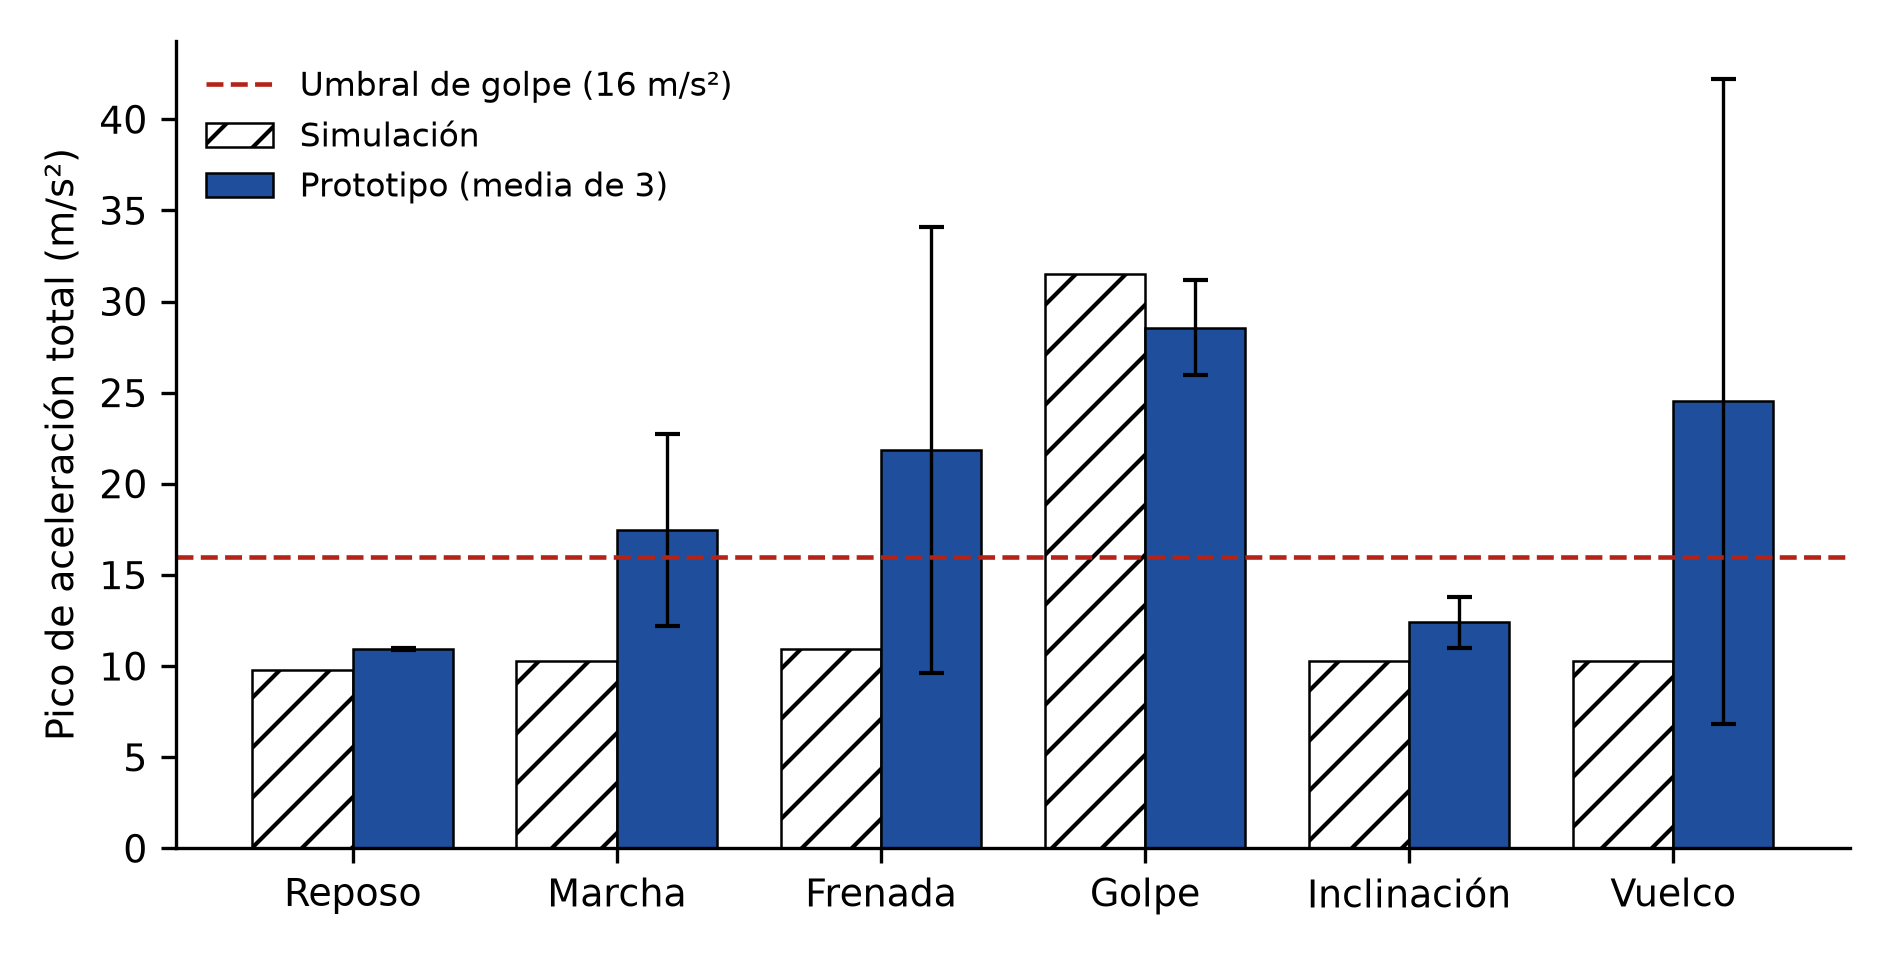 Umbral de golpe (16 m/s²)
Simulación
Prototipo (media de 3)
Pico de aceleración total (m/s²)
40
35
30
25
20
15
10
5
0
Reposo
Marcha
Frenada
Golpe
Inclinación
Vuelco